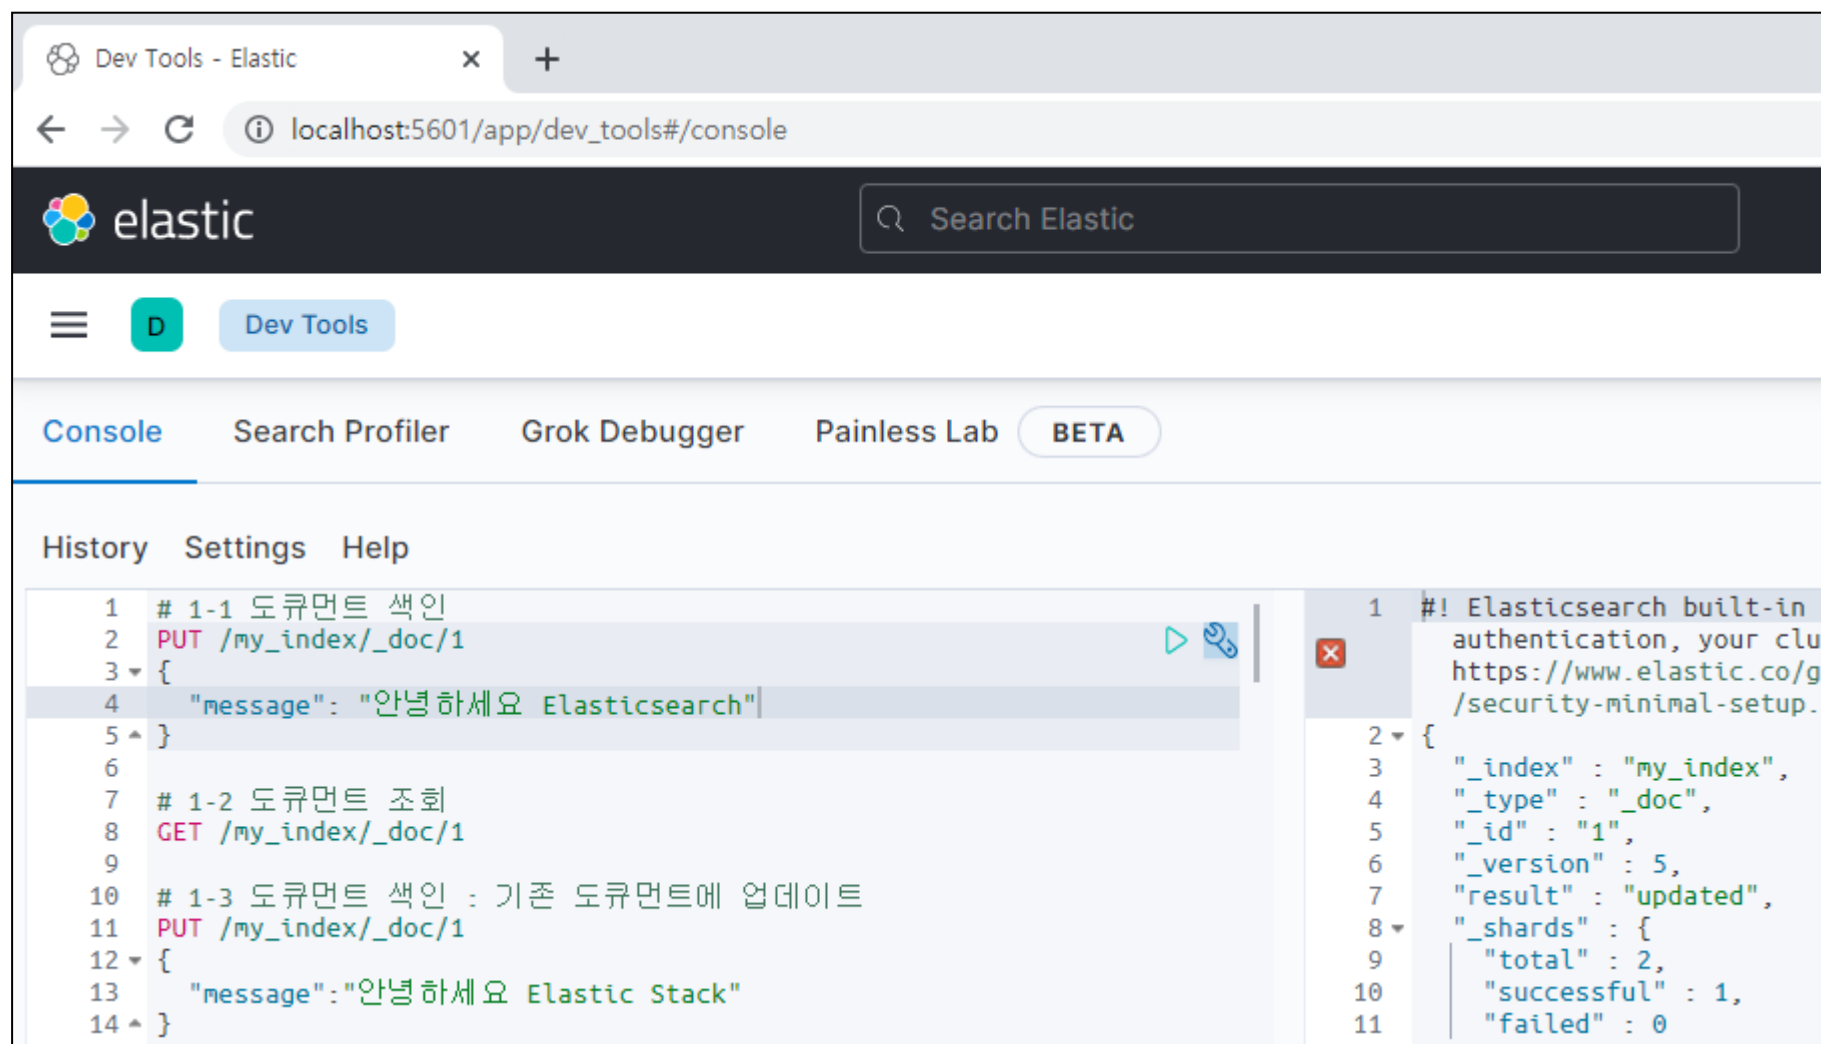 Dev Tools - Elastic
localhost:5601/app/dev_tools#/console
elastic
Search Elastic
D
Dev Tools
Console Search Profiler Grok Debugger Painless Lab BETA
History Settings Help
1 # 1-1 도큐먼트 색인
2 PUT /my_index/_doc/1
3 {
4 "message": "안녕하세요 Elasticsearch"
5 }
6
7 # 1-2 도큐먼트 조회
8 GET /my_index/_doc/1
9
10 # 1-3 도큐먼트 색인 : 기존 도큐먼트에 업데이트
11 PUT /my_index/_doc/1
12 {
13 "message":"안녕하세요 Elastic Stack"
14 }
1 #! Elasticsearch built-in
authentication, your clu
https://www.elastic.co/g
/security-minimal-setup.
2 {
3 "_index" : "my_index",
4 "_type" : "_doc",
5 "_id" : "1",
6 "_version" : 5,
7 "result" : "updated",
8 "_shards" : {
9 "total" : 2,
10 "successful" : 1,
11 "failed" : 0